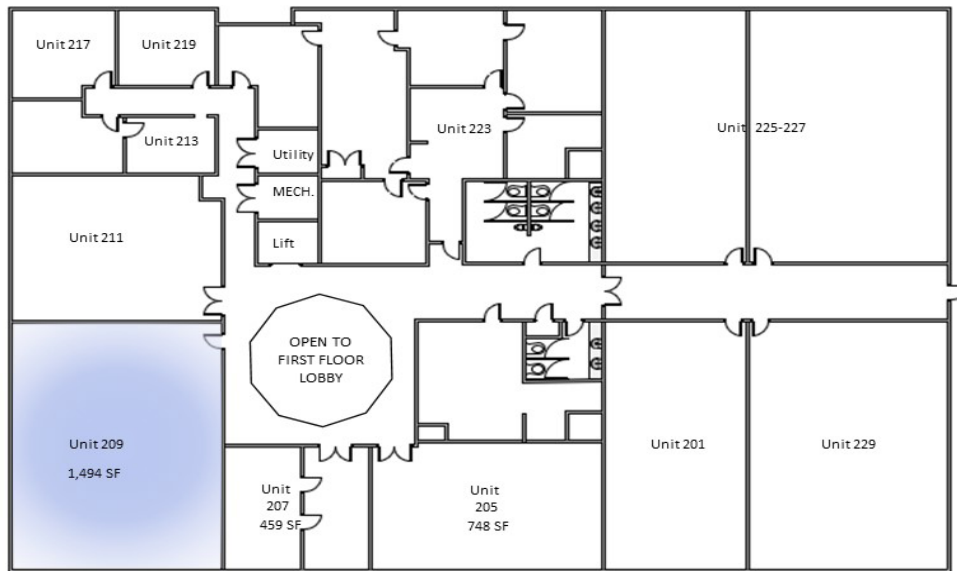 Unit 217
Unit 219
Unit 213
Utility
Unit 223
Unit 225-227
MECH.
Unit 211
Lift
OPEN TO
FIRST FLOOR
LOBBY
Unit 209
1,494 SF
Unit
207
459 SF
Unit
205
748 SF
Unit 201
Unit 229